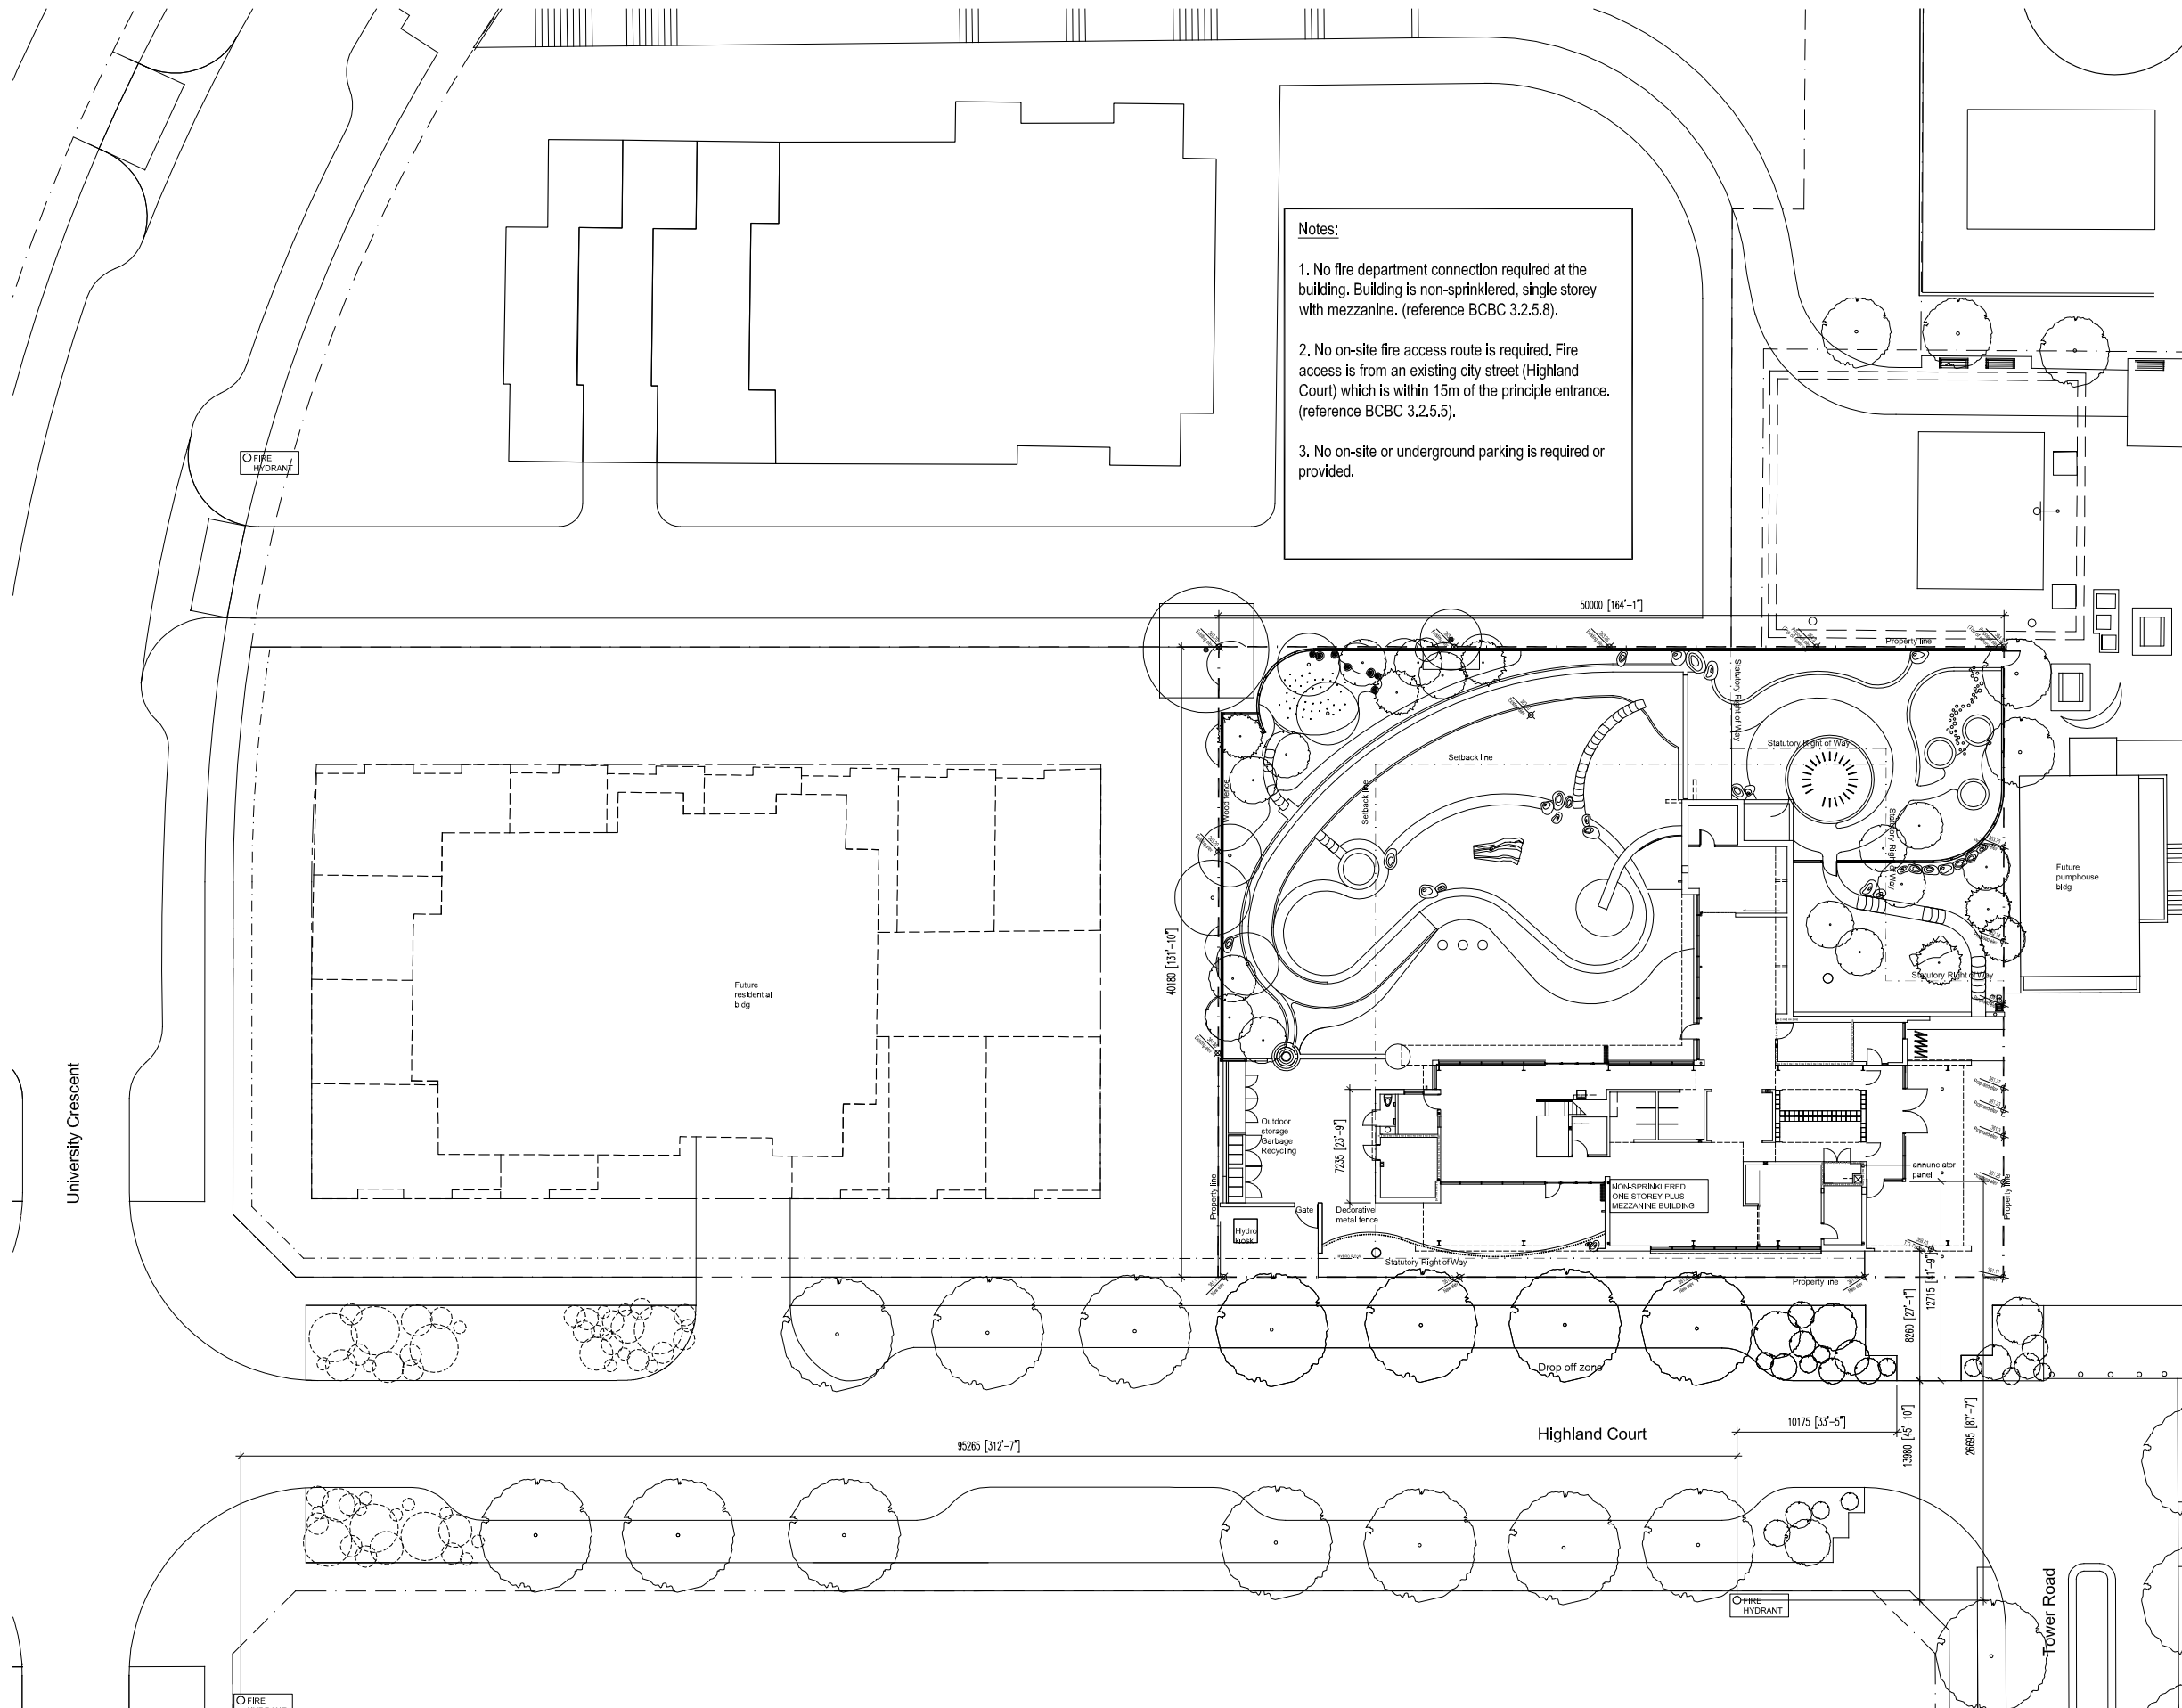 Notes:
1. No fire department connection required at the
building. Building is non-sprinklered, single storey
with mezzanine. (reference BCBC 3.2.5.8).
2. No on-site fire access route is required. Fire
access is from an existing city street (Highland
Court) which is within 15m of the principle entrance.
(reference BCBC 3.2.5.5).
3. No on-site or underground parking is required or
provided.
FIRE
HYDRANT
50000 [164'-1"]
Property line
Statutory Right of Way
Statutory Right of Way
Setback line
Setback line
Wood fence
Statutory Right of Way
Future
pumphouse
bldg
40180 [131'-10"]
Statutory Right of Way
Future
residential
bldg
University Crescent
Outdoor
storage
Garbage
Recycling
7235 [23'-9"]
annunciator
panel
NON-SPRINKLERED
ONE STOREY PLUS
MEZZANINE BUILDING
Property line
Property line
Gate
Decorative
metal fence
Hydro
kiosk
Statutory Right of Way
Property line
8260 [27'-1"]
12715 [41'-9"]
Drop off zone
10175 [33'-5"]
13980 [45'-10"]
26695 [87'-7"]
Highland Court
95265 [312'-7"]
FIRE
HYDRANT
Tower Road
FIRE